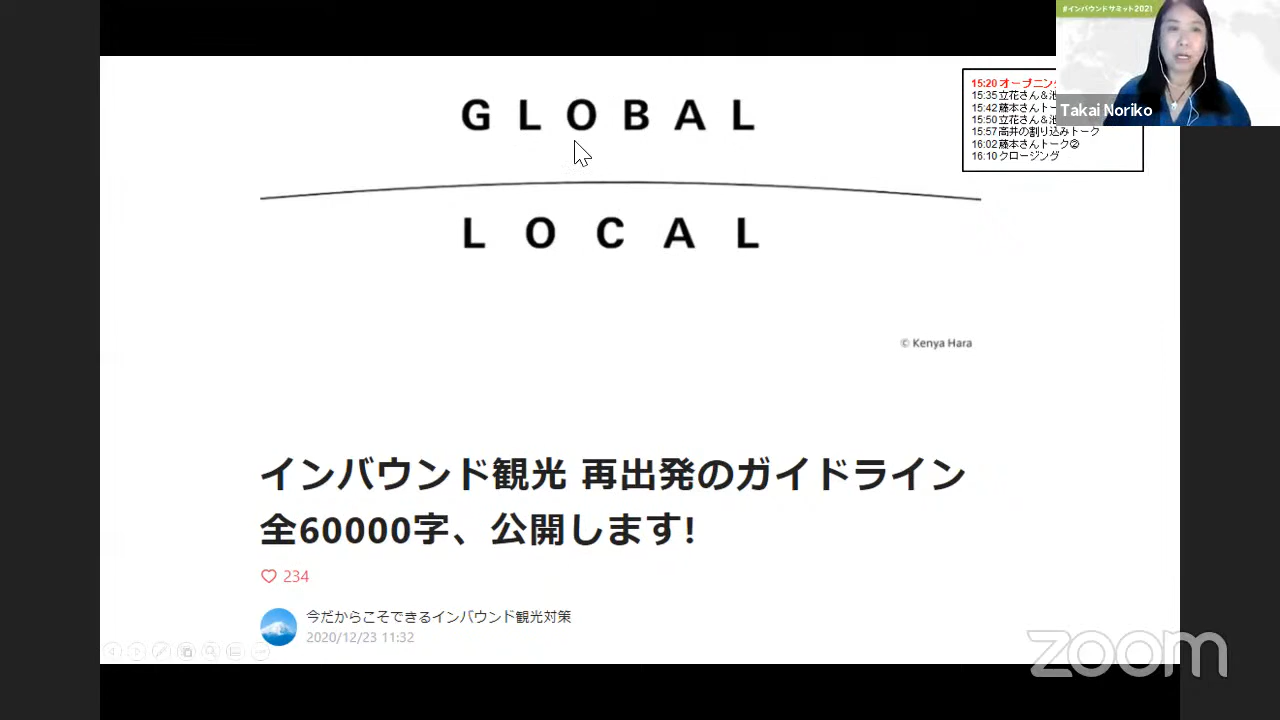 #インバウンドサミット2021
GLOBAL
15:20 オープニング
15:35 立花さん&池
15:42 藤本さんトー
Takai Noriko
15:50 立花さん&
15:57 高井の割り込みトーク
16:02 藤本さんトーク②
16:10 クロージング
LOCAL
© Kenya Hara
インバウンド観光 再出発のガイドライン
全60000字、公開します!
234
今だからこそできるインバウンド観光対策
2020/12/23 11:32
zoom